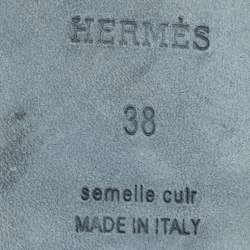 HERMÈS
38
semelle cuir
MADE IN ITALY